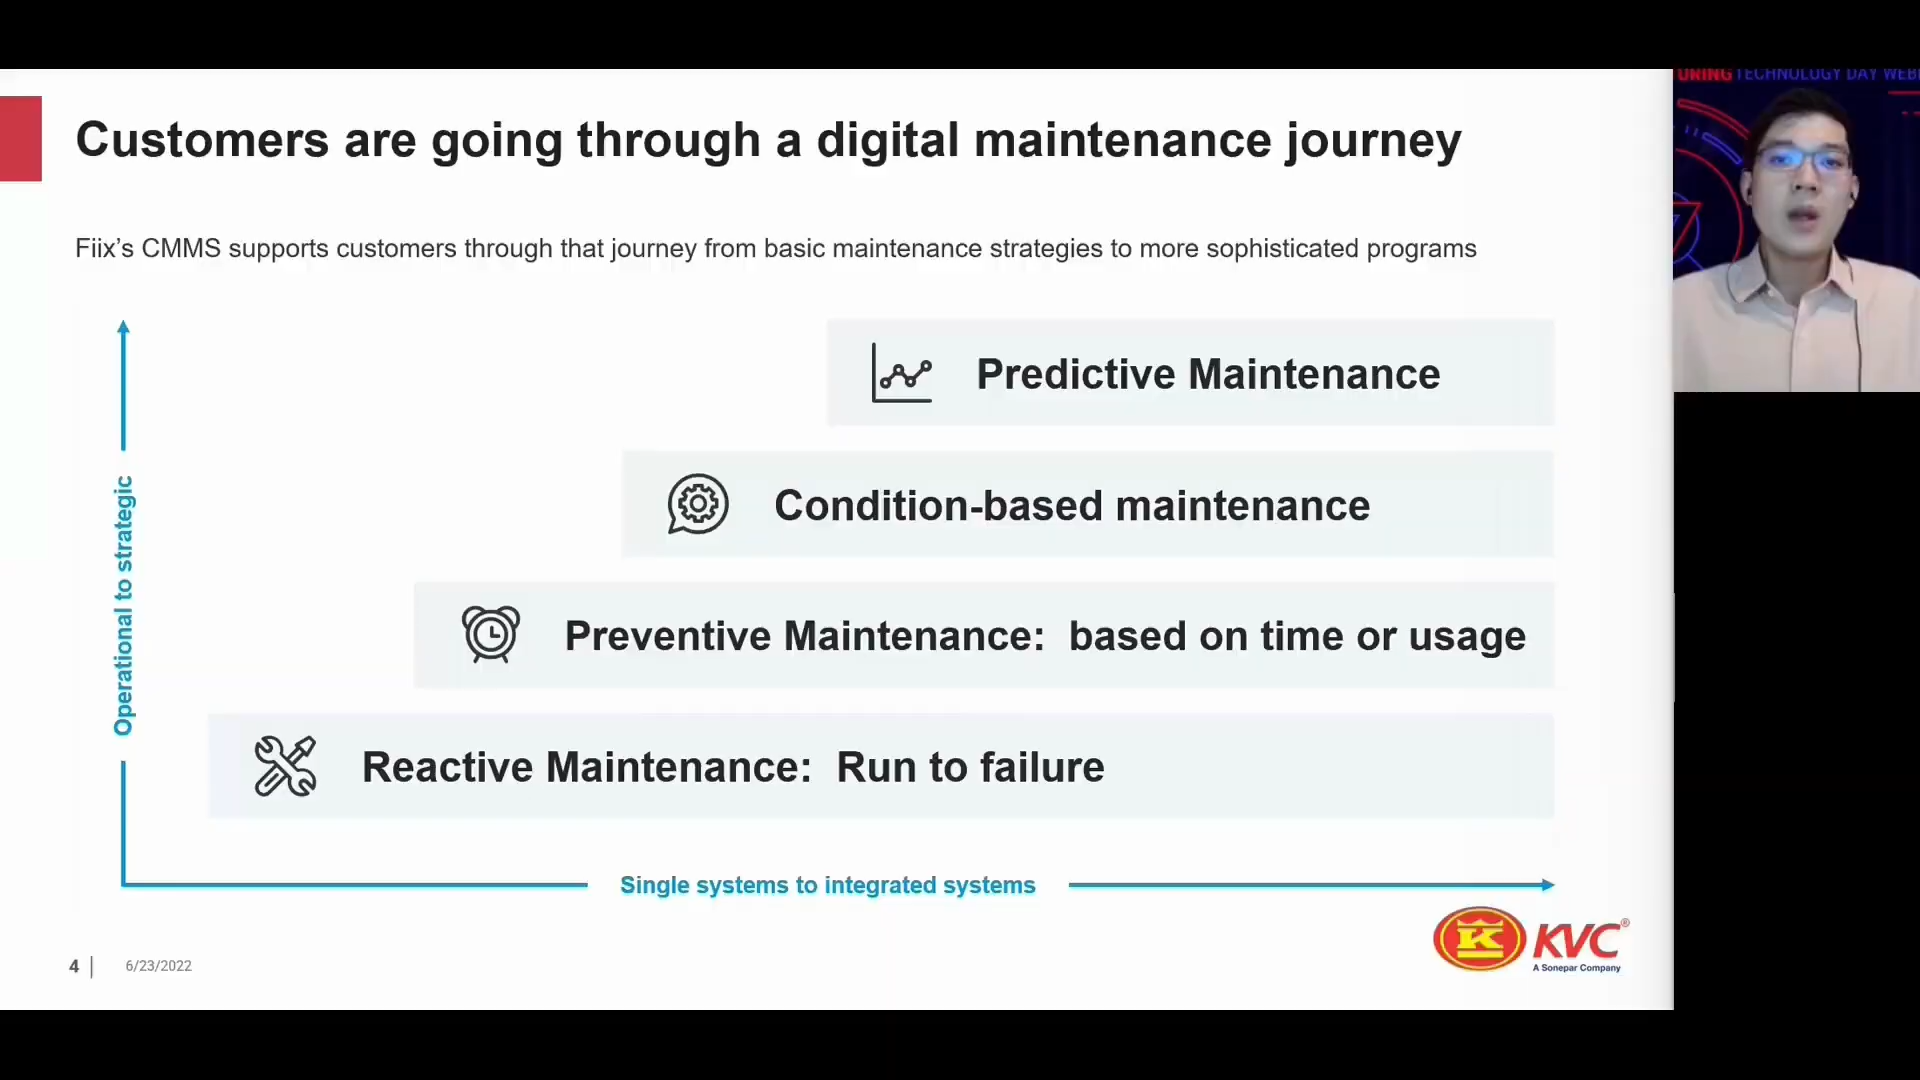 Customers are going through a digital maintenance journey
Fiix’s CMMS supports customers through that journey from basic maintenance strategies to more sophisticated programs
Predictive Maintenance
Condition-based maintenance
Preventive Maintenance: based on time or usage
Reactive Maintenance: Run to failure
Operational to strategic
Single systems to integrated systems
4
6/23/2022
K KVC®
A Sonepar Company
TECHNOLOGY DAY